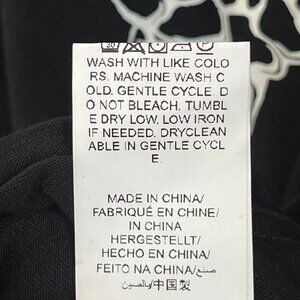 30
WASH WITH LIKE COLO
RS. MACHINE WASH C
OLD. GENTLE CYCLE. D
O NOT BLEACH. TUMBL
E DRY LOW. LOW IRON
IF NEEDED. DRYCLEAN
ABLE IN GENTLE CYCL
E.
MADE IN CHINA/
FABRIQUÉ EN CHINE/
IN CHINA
HERGESTELLT/
HECHO EN CHINA/
FEITO NA CHINA/صنع
中国製/بالصين